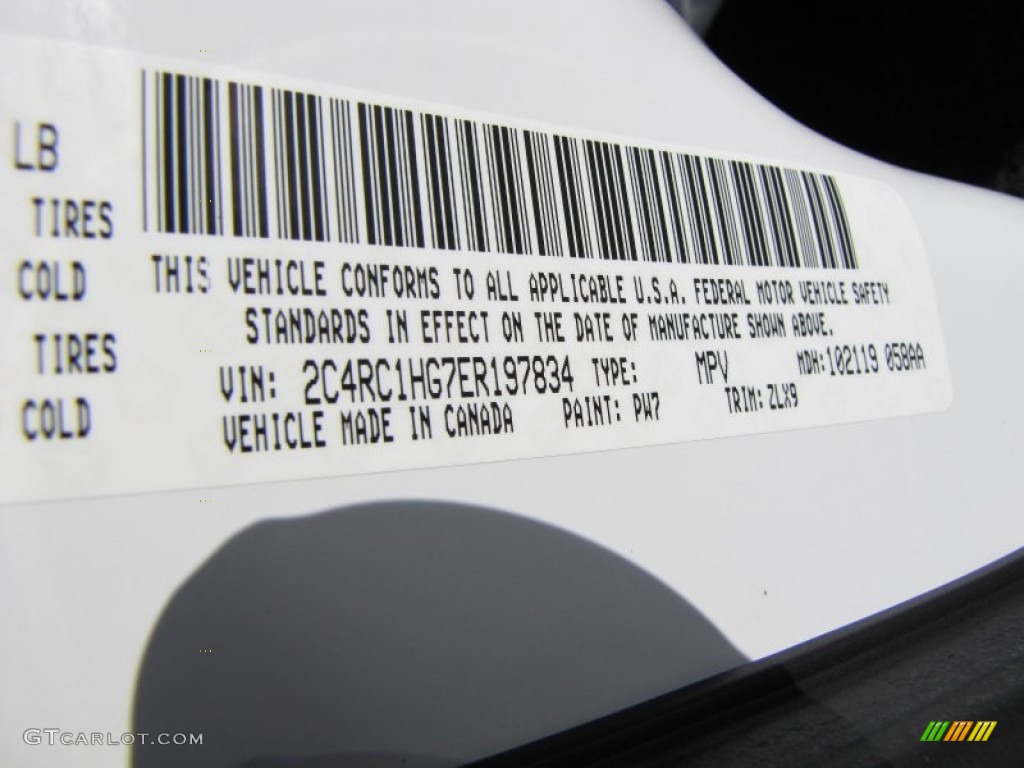 LB
TIRES
COLD
TIRES
COLD
THIS VEHICLE CONFORMS TO ALL APPLICABLE U.S.A. FEDERAL MOTOR VEHICLE SAFETY
STANDARDS IN EFFECT ON THE DATE OF MANUFACTURE SHOWN ABOVE.
VIN: 2C4RC1HG7ER197834 TYPE: MPV MDH: 102119 058AA
VEHICLE MADE IN CANADA PAINT: PW7 TRIM: ZLX9
GTCARLOT.COM